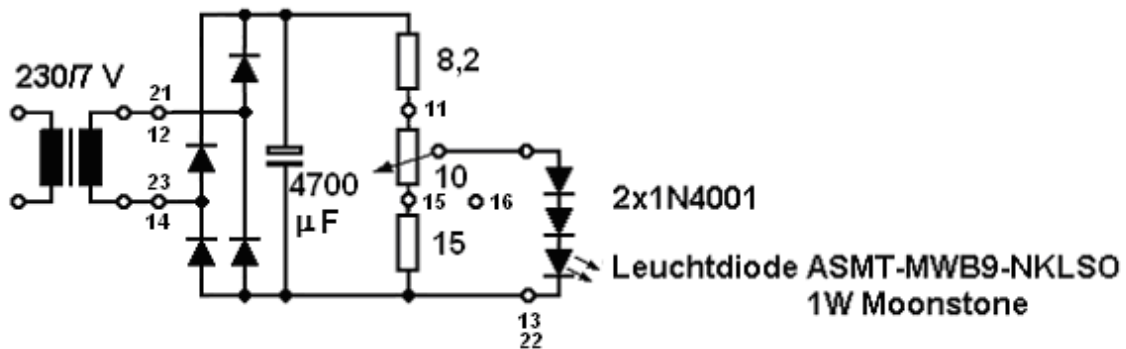 230/7 V
21
12
23
14
4700
μF
8,2
11
10
15
16
15
2x1N4001
Leuchtdiode ASMT-MWB9-NKLSO
1W Moonstone
13
22